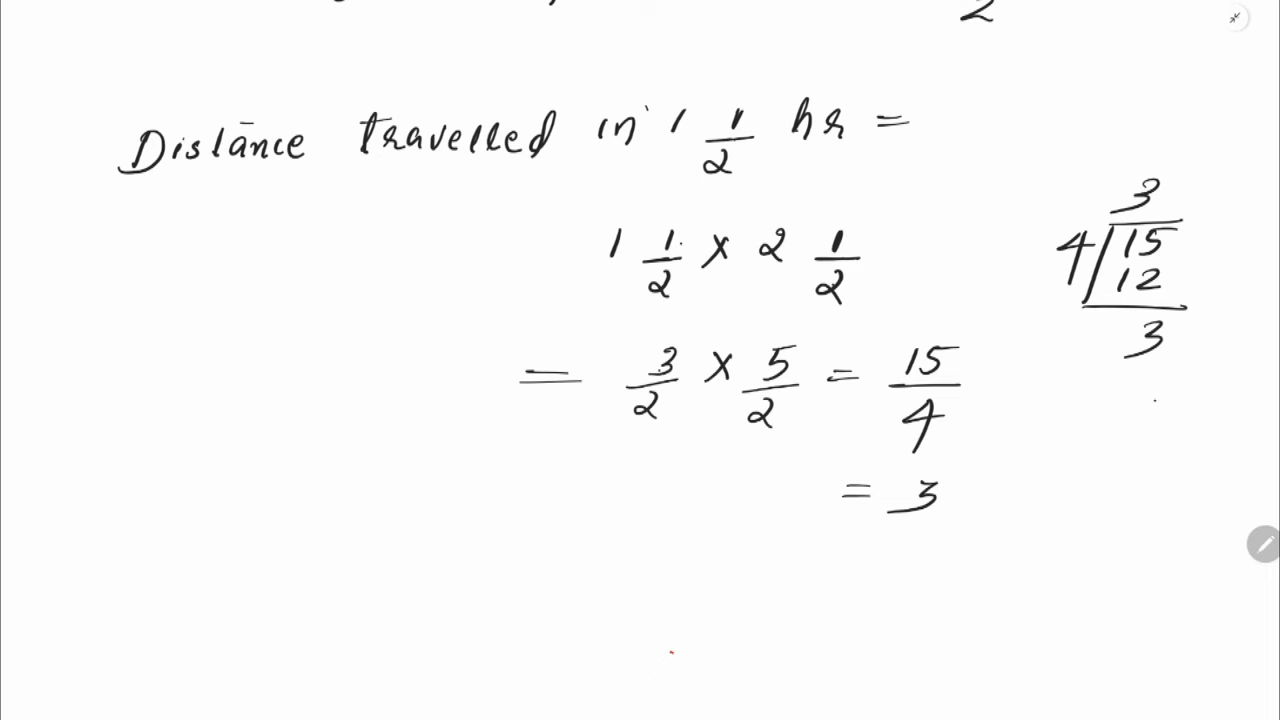 2
Distance travelled in 1 1/2 hr =
1 1/2 × 2 1/2
= 3/2 × 5/2 = 15/4
= 3
3
4 15
12
3